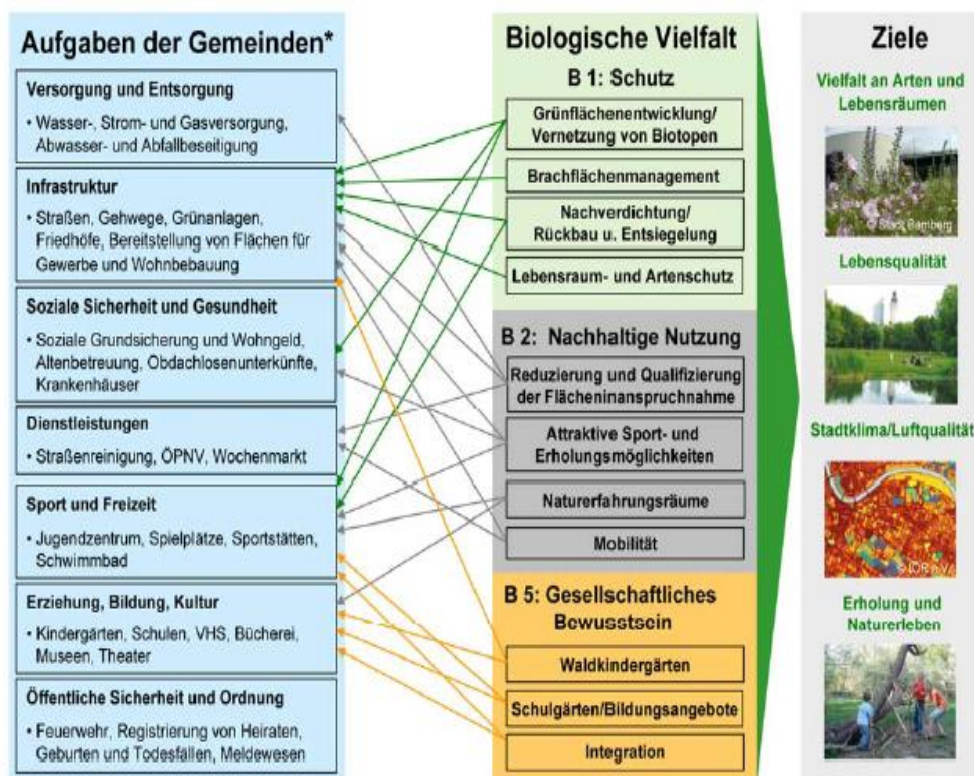 Aufgaben der Gemeinden*
Versorgung und Entsorgung
• Wasser-, Strom- und Gasversorgung,
Abwasser- und Abfallbeseitigung
Infrastruktur
• Straßen, Gehwege, Grünanlagen,
Friedhöfe, Bereitstellung von Flächen für
Gewerbe und Wohnbebauung
Soziale Sicherheit und Gesundheit
• Soziale Grundsicherung und Wohngeld,
Altenbetreuung, Obdachlosenunterkünfte,
Krankenhäuser
Dienstleistungen
• Straßenreinigung, ÖPNV, Wochenmarkt
Sport und Freizeit
• Jugendzentrum, Spielplätze, Sportstätten,
Schwimmbad
Erziehung, Bildung, Kultur
• Kindergärten, Schulen, VHS, Bücherei,
Museen, Theater
Öffentliche Sicherheit und Ordnung
• Feuerwehr, Registrierung von Heiraten,
Geburten und Todesfällen, Meldewesen
Biologische Vielfalt
B 1: Schutz
Grünflächenentwicklung/
Vernetzung von Biotopen
Brachflächenmanagement
Nachverdichtung/
Rückbau u. Entsiegelung
Lebensraum- und Artenschutz
B 2: Nachhaltige Nutzung
Reduzierung und Qualifizierung
der Flächeninanspruchnahme
Attraktive Sport- und
Erholungsmöglichkeiten
Naturerfahrungsräume
Mobilität
B 5: Gesellschaftliches
Bewusstsein
Waldkindergärten
Schulgärten/Bildungsangebote
Integration
Ziele
Vielfalt an Arten und
Lebensräumen
© Stadt Bamberg
Lebensqualität
Stadtklima/Luftqualität
Erholung und
Naturerleben